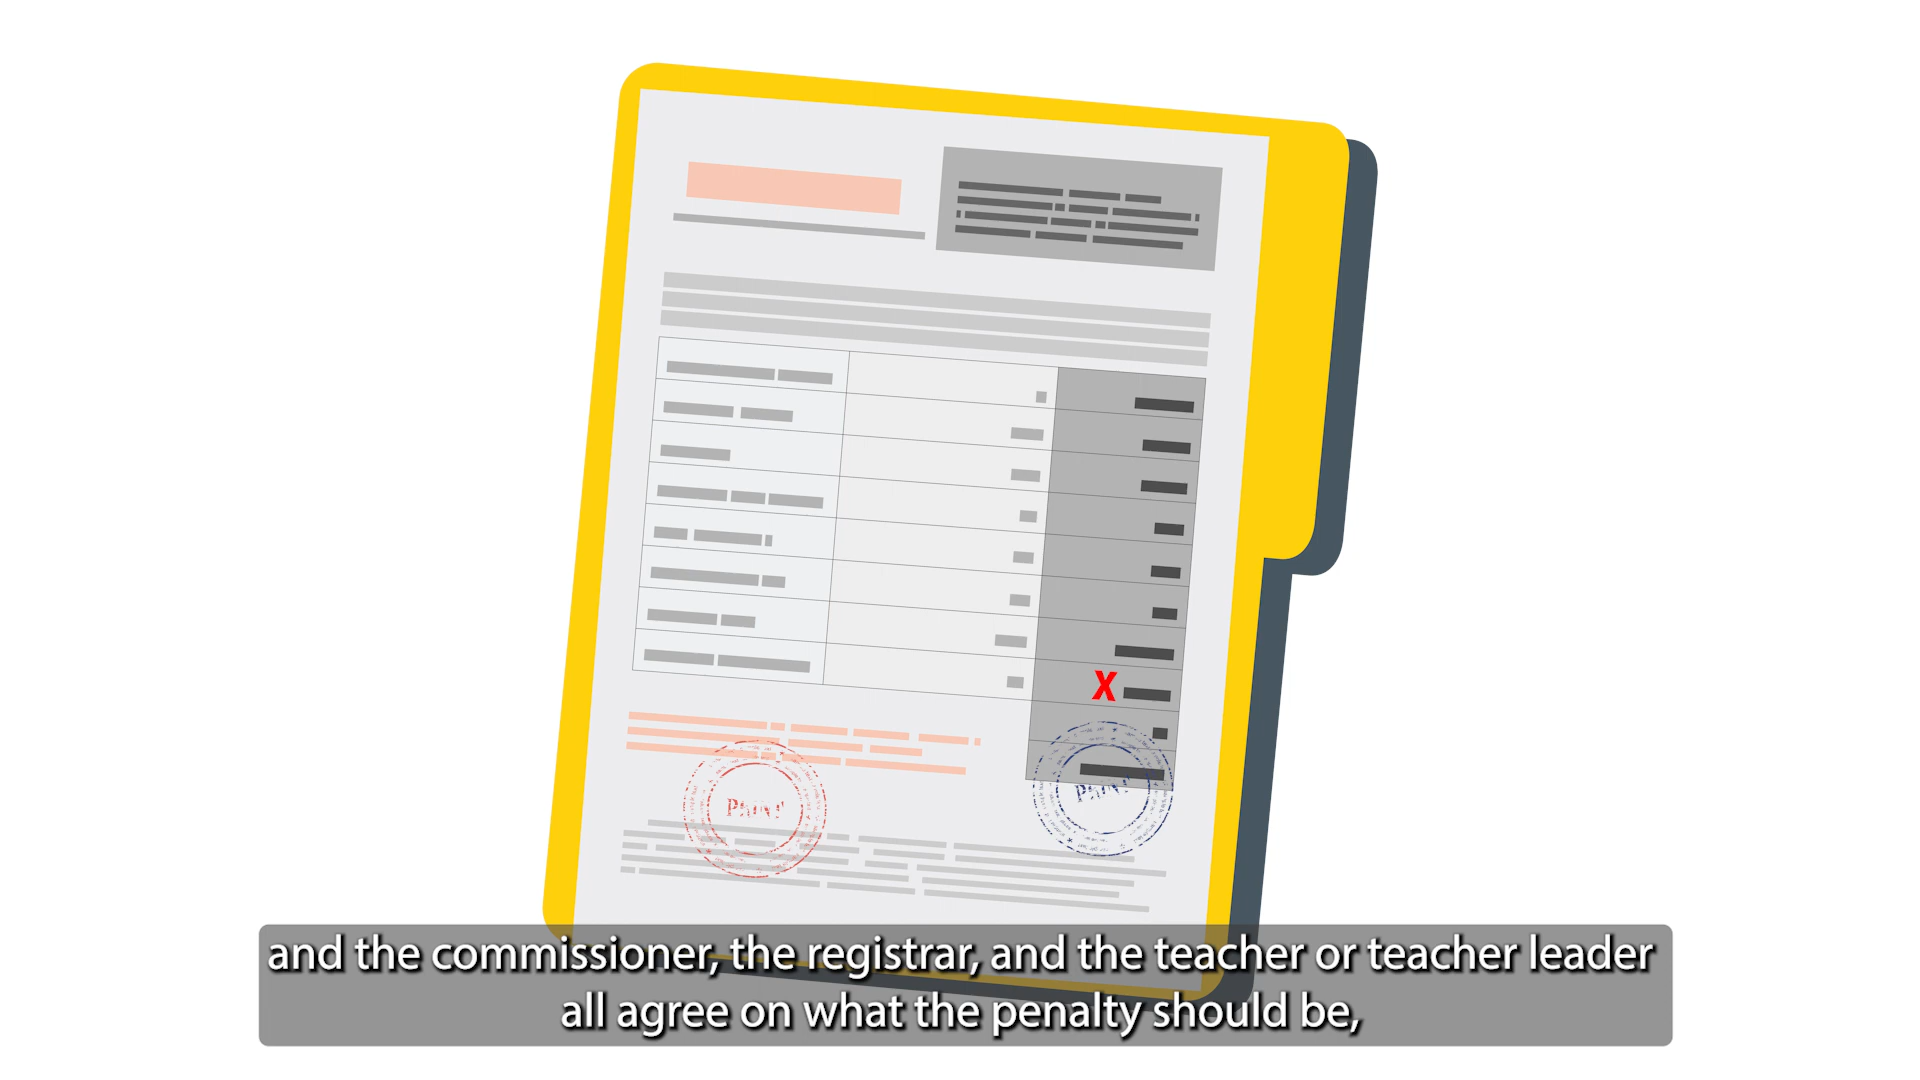 X
and the commissioner, the registrar, and the teacher or teacher leader
all agree on what the penalty should be,